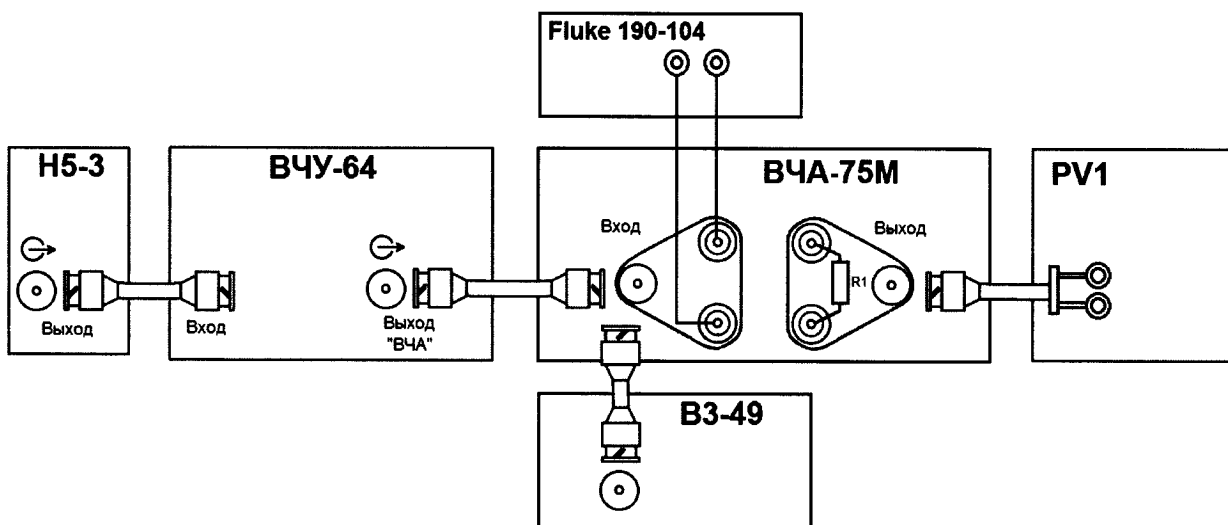 Fluke 190-104
Н5-3
ВЧУ-64
ВЧА-75М
PV1
Вход
Выход
R1
Выход
Вход
Выход
"ВЧА"
В3-49